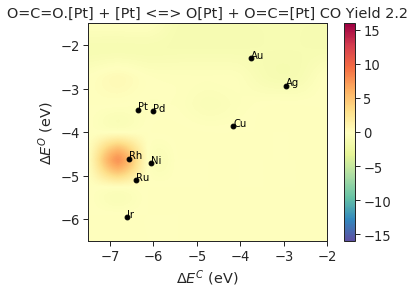 O=C=O.[Pt] + [Pt] <=> O[Pt] + O=C=[Pt] CO Yield 2.2
−2
−3
−4
−5
−6
ΔE^O (eV)
Au
Ag
Pt
Pd
Cu
Rh
Ni
Ru
Ir
−7
−6
−5
−4
−3
−2
ΔE^C (eV)
15
10
5
0
−5
−10
−15